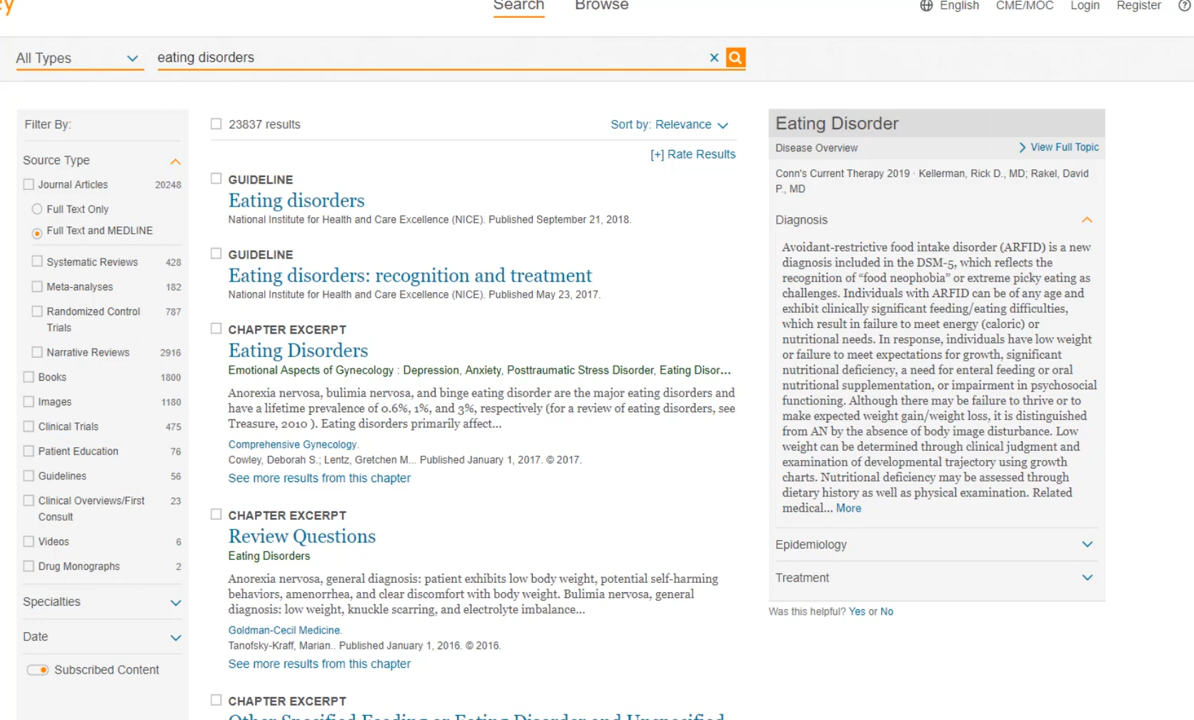 Search
Browse
English
CME/MOC
Login
Register
All Types
eating disorders
Filter By:
Source Type
Journal Articles 20248
Full Text Only
Full Text and MEDLINE
Systematic Reviews 428
Meta-analyses 182
Randomized Control 787
Trials
Narrative Reviews 2916
Books 1800
Images 1180
Clinical Trials 475
Patient Education 76
Guidelines 56
Clinical Overviews/First 23
Consult
Videos 6
Drug Monographs 2
Specialties
Date
Subscribed Content
23837 results
Sort by: Relevance
[+] Rate Results
GUIDELINE
Eating disorders
National Institute for Health and Care Excellence (NICE). Published September 21, 2018.
GUIDELINE
Eating disorders: recognition and treatment
National Institute for Health and Care Excellence (NICE). Published May 23, 2017.
CHAPTER EXCERPT
Eating Disorders
Emotional Aspects of Gynecology : Depression, Anxiety, Posttraumatic Stress Disorder, Eating Disor...
Anorexia nervosa, bulimia nervosa, and binge eating disorder are the major eating disorders and
have a lifetime prevalence of 0.6%, 1%, and 3%, respectively (for a review of eating disorders, see
Treasure, 2010 ). Eating disorders primarily affect...
Comprehensive Gynecology.
Cowley, Deborah S.; Lentz, Gretchen M... Published January 1, 2017. © 2017.
See more results from this chapter
CHAPTER EXCERPT
Review Questions
Eating Disorders
Anorexia nervosa, general diagnosis: patient exhibits low body weight, potential self-harming
behaviors, amenorrhea, and clear discomfort with body weight. Bulimia nervosa, general
diagnosis: low weight, knuckle scarring, and electrolyte imbalance...
Goldman-Cecil Medicine.
Tanofsky-Kraff, Marian.. Published January 1, 2016. © 2016.
See more results from this chapter
CHAPTER EXCERPT
Other Specified Feeding or Eating Disorder and Unspecified
Eating Disorder
Disease Overview
View Full Topic
Conn's Current Therapy 2019 · Kellerman, Rick D., MD; Rakel, David
P., MD
Diagnosis
Avoidant-restrictive food intake disorder (ARFID) is a new
diagnosis included in the DSM-5, which reflects the
recognition of “food neophobia” or extreme picky eating as
challenges. Individuals with ARFID can be of any age and
exhibit clinically significant feeding/eating difficulties,
which result in failure to meet energy (caloric) or
nutritional needs. In response, individuals have low weight
or failure to meet expectations for growth, significant
nutritional deficiency, a need for enteral feeding or oral
nutritional supplementation, or impairment in psychosocial
functioning. Although there may be failure to thrive or to
make expected weight gain/weight loss, it is distinguished
from AN by the absence of body image disturbance. Low
weight can be determined through clinical judgment and
examination of developmental trajectory using growth
charts. Nutritional deficiency may be assessed through
dietary history as well as physical examination. Related
medical... More
Epidemiology
Treatment
Was this helpful? Yes or No